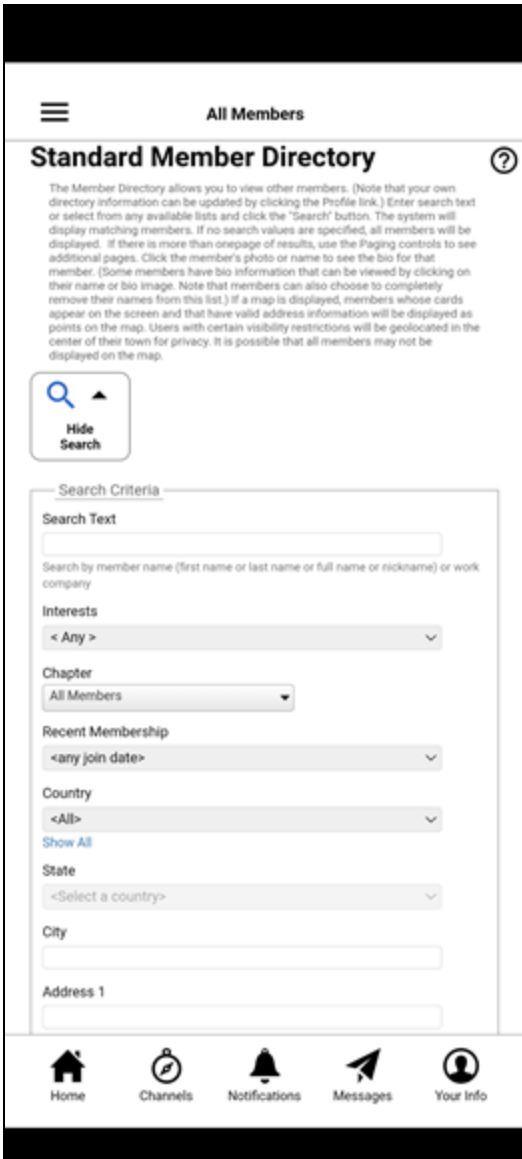 All Members
Standard Member Directory
The Member Directory allows you to view other members. (Note that your own
directory information can be updated by clicking the Profile link.) Enter search text
or select from any available lists and click the "Search" button. The system will
display matching members. If no search values are specified, all members will be
displayed. If there is more than onepage of results, use the Paging controls to see
additional pages. Click the member's photo or name to see the bio for that
member. (Some members have bio information that can be viewed by clicking on
their name or bio image. Note that members can also choose to completely
remove their names from this list.) If a map is displayed, members whose cards
appear on the screen and that have valid address information will be displayed as
points on the map. Users with certain visibility restrictions will be geolocated in the
center of their town for privacy. It is possible that all members may not be
displayed on the map.
Hide
Search
Search Criteria
Search Text
Search by member name (first name or last name or full name or nickname) or work
company
Interests
< Any >
Chapter
All Members
Recent Membership
<any join date>
Country
<All>
Show All
State
<Select a country>
City
Address 1
Home Channels Notifications Messages Your Info